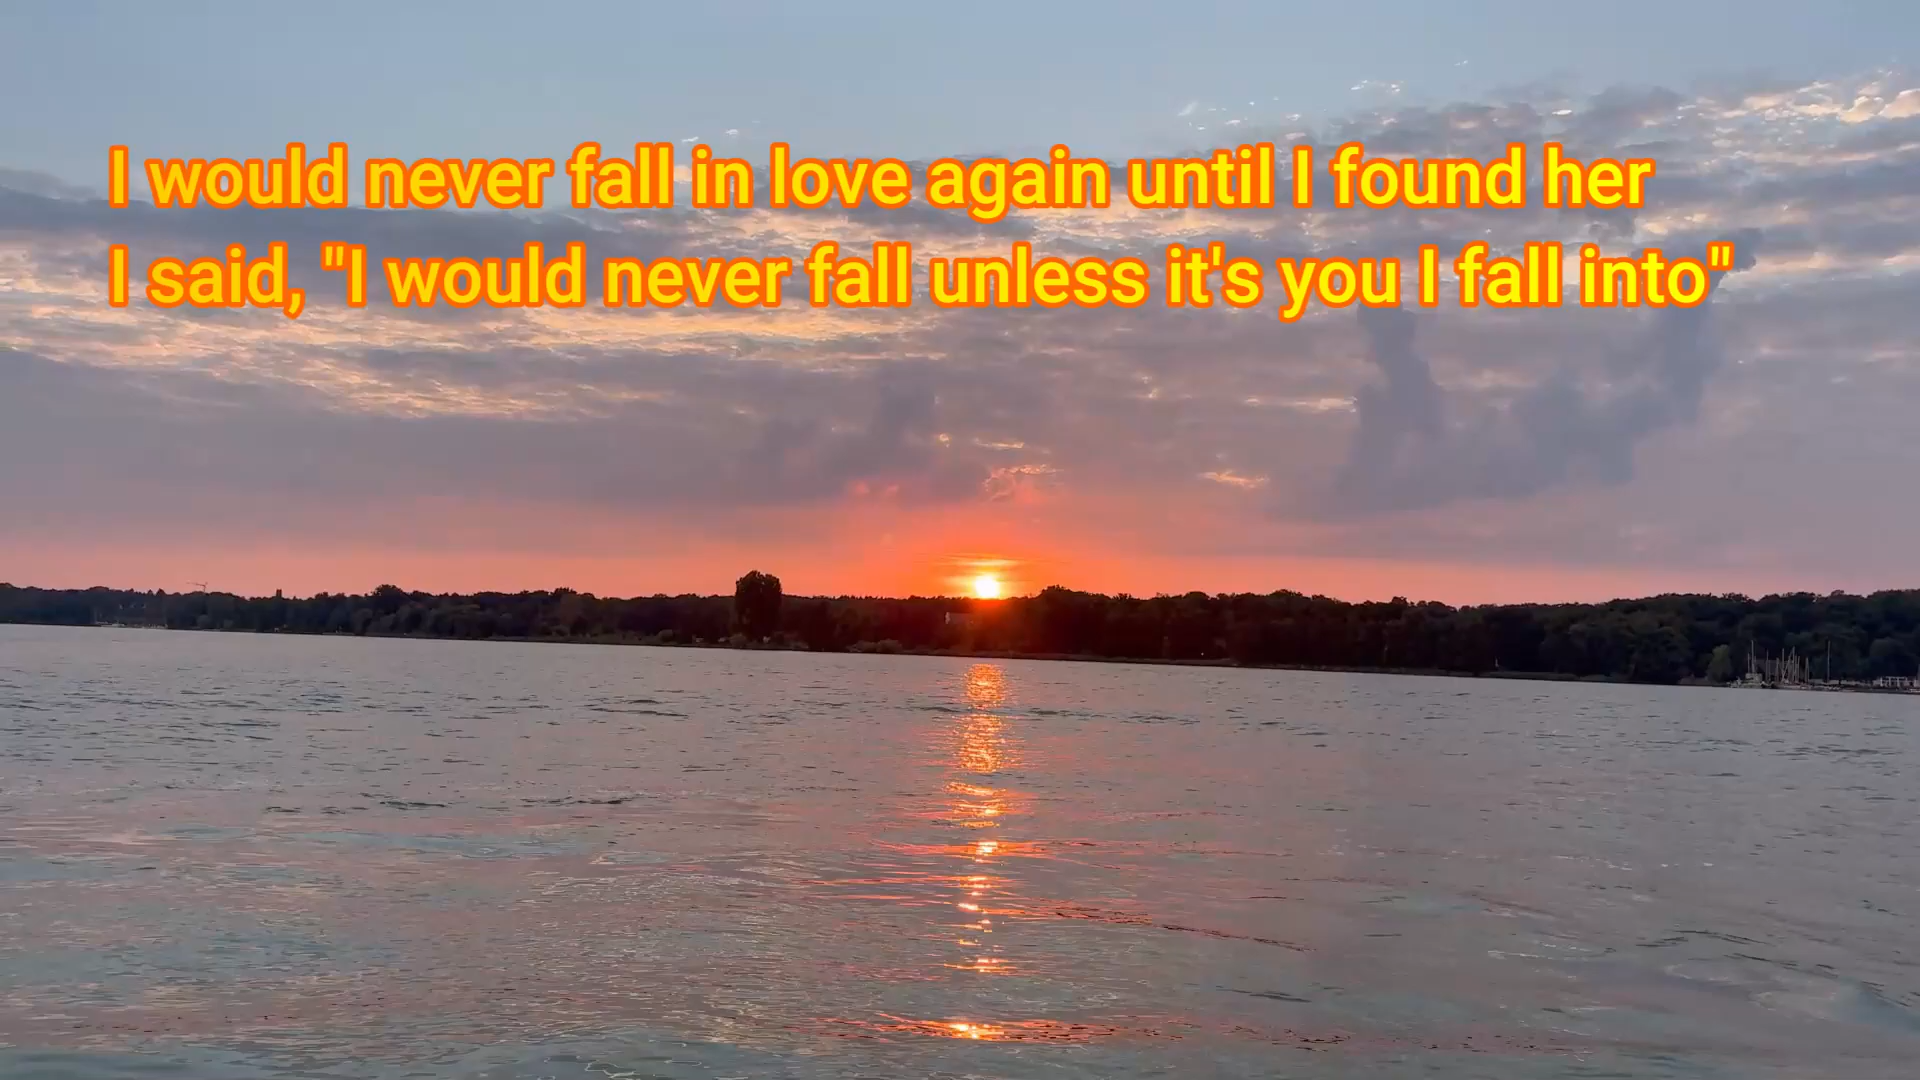 I would never fall in love again until I found her
I said, "I would never fall unless it's you I fall into"